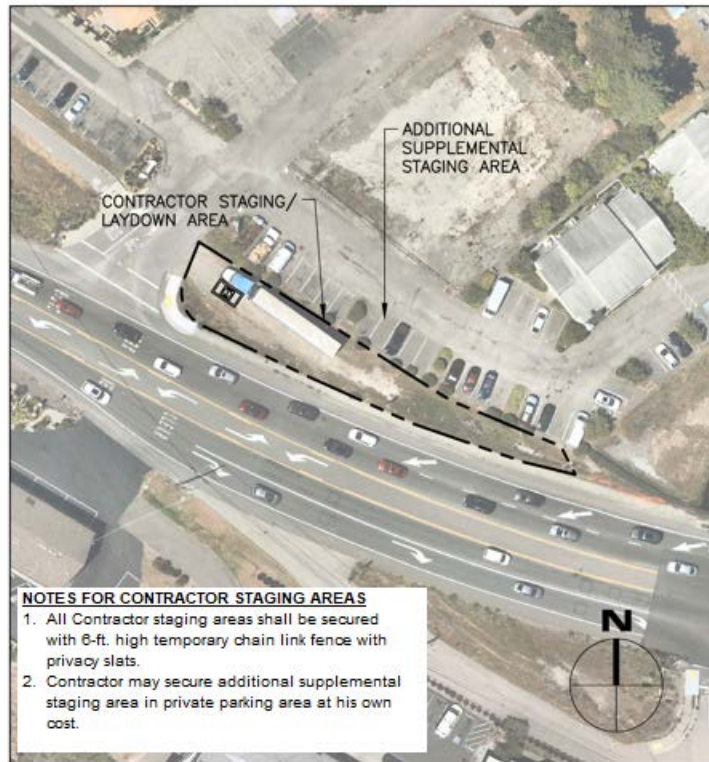 ADDITIONAL
SUPPLEMENTAL
STAGING AREA
CONTRACTOR STAGING/
LAYDOWN AREA
NOTES FOR CONTRACTOR STAGING AREAS
1. All Contractor staging areas shall be secured
with 6-ft. high temporary chain link fence with
privacy slats.
2. Contractor may secure additional supplemental
staging area in private parking area at his own
cost.
N